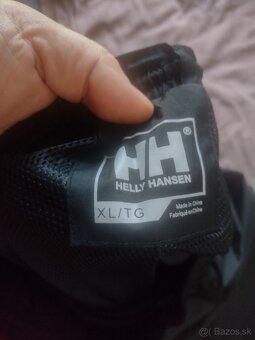 HH®
HELLY HANSEN
XL/TG
Made in China
Fabriqué en Chine
© Bazos.sk